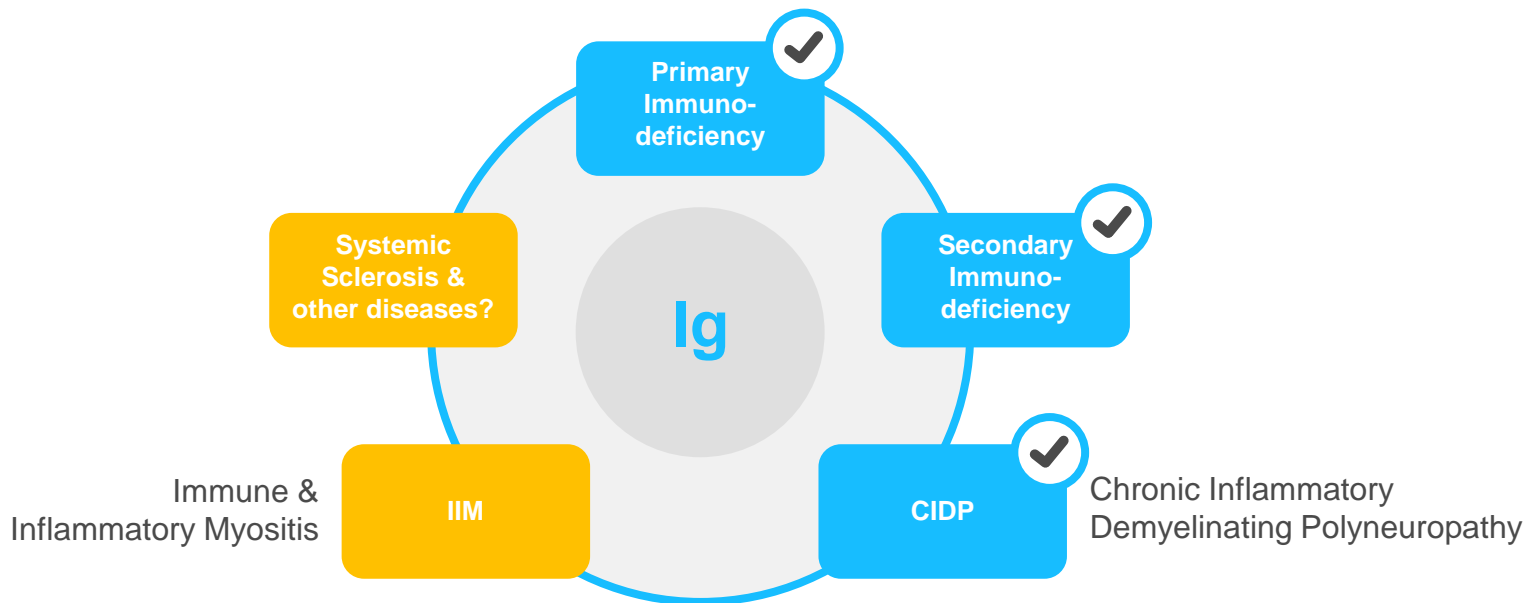 Primary
Immuno-
deficiency
Systemic
Sclerosis &
other diseases?
Secondary
Immuno-
deficiency
Ig
Immune &
Inflammatory Myositis
IIM
CIDP
Chronic Inflammatory
Demyelinating Polyneuropathy